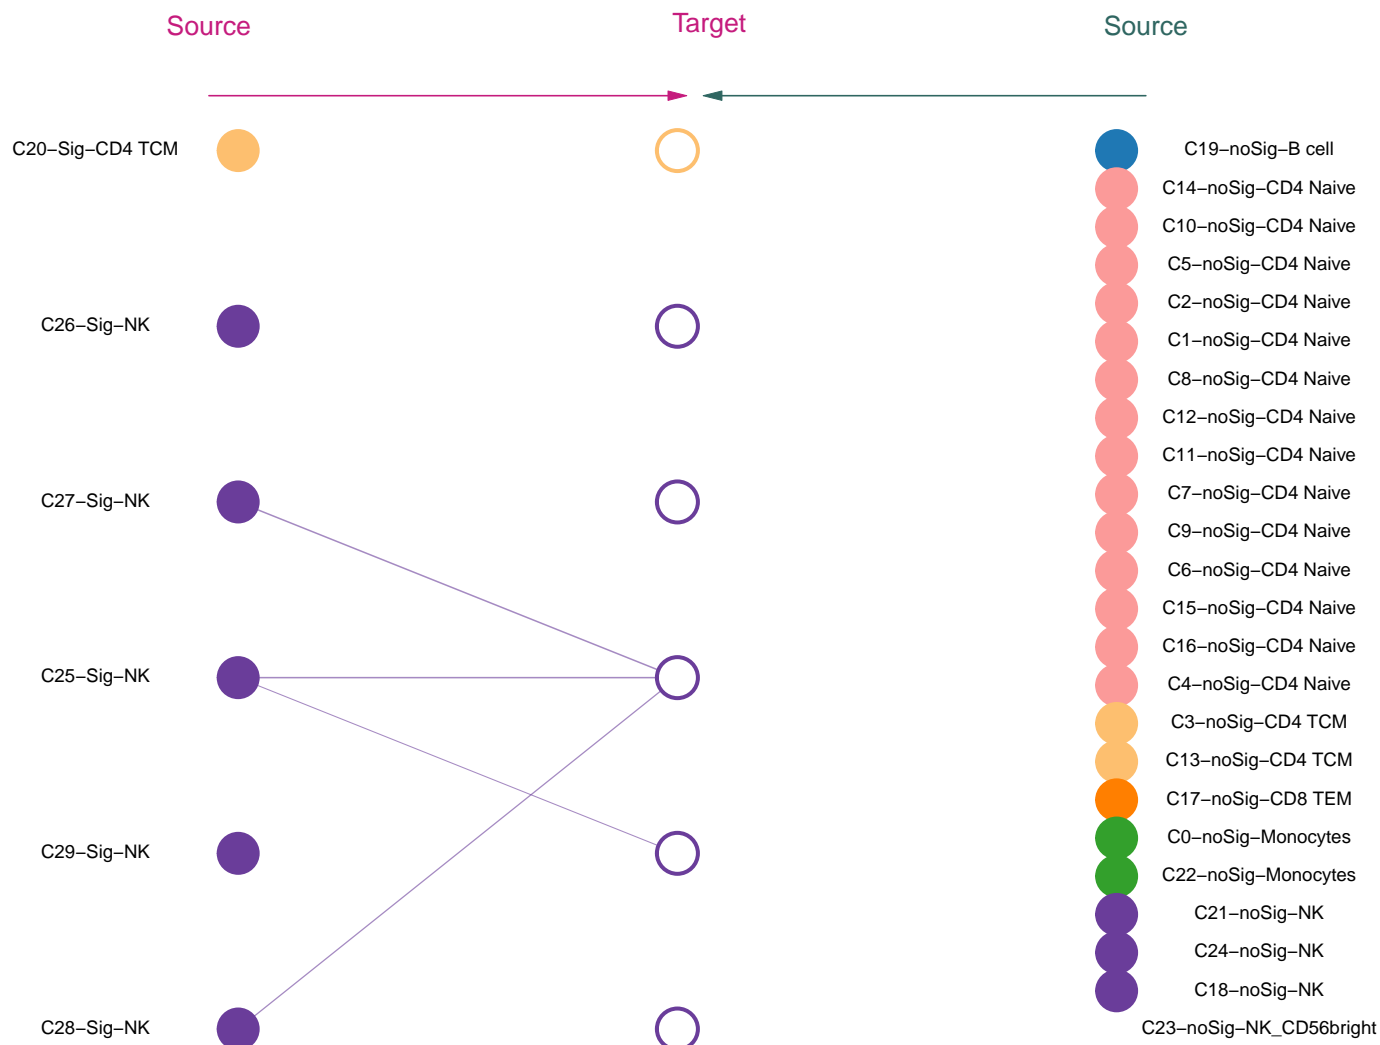 Source
Target
Source
C20−Sig−CD4 TCM
C26−Sig−NK
C27−Sig−NK
C25−Sig−NK
C29−Sig−NK
C28−Sig−NK
C19−noSig−B cell
C14−noSig−CD4 Naive
C10−noSig−CD4 Naive
C5−noSig−CD4 Naive
C2−noSig−CD4 Naive
C1−noSig−CD4 Naive
C8−noSig−CD4 Naive
C12−noSig−CD4 Naive
C11−noSig−CD4 Naive
C7−noSig−CD4 Naive
C9−noSig−CD4 Naive
C6−noSig−CD4 Naive
C15−noSig−CD4 Naive
C16−noSig−CD4 Naive
C4−noSig−CD4 Naive
C3−noSig−CD4 TCM
C13−noSig−CD4 TCM
C17−noSig−CD8 TEM
C0−noSig−Monocytes
C22−noSig−Monocytes
C21−noSig−NK
C24−noSig−NK
C18−noSig−NK
C23−noSig−NK_CD56bright